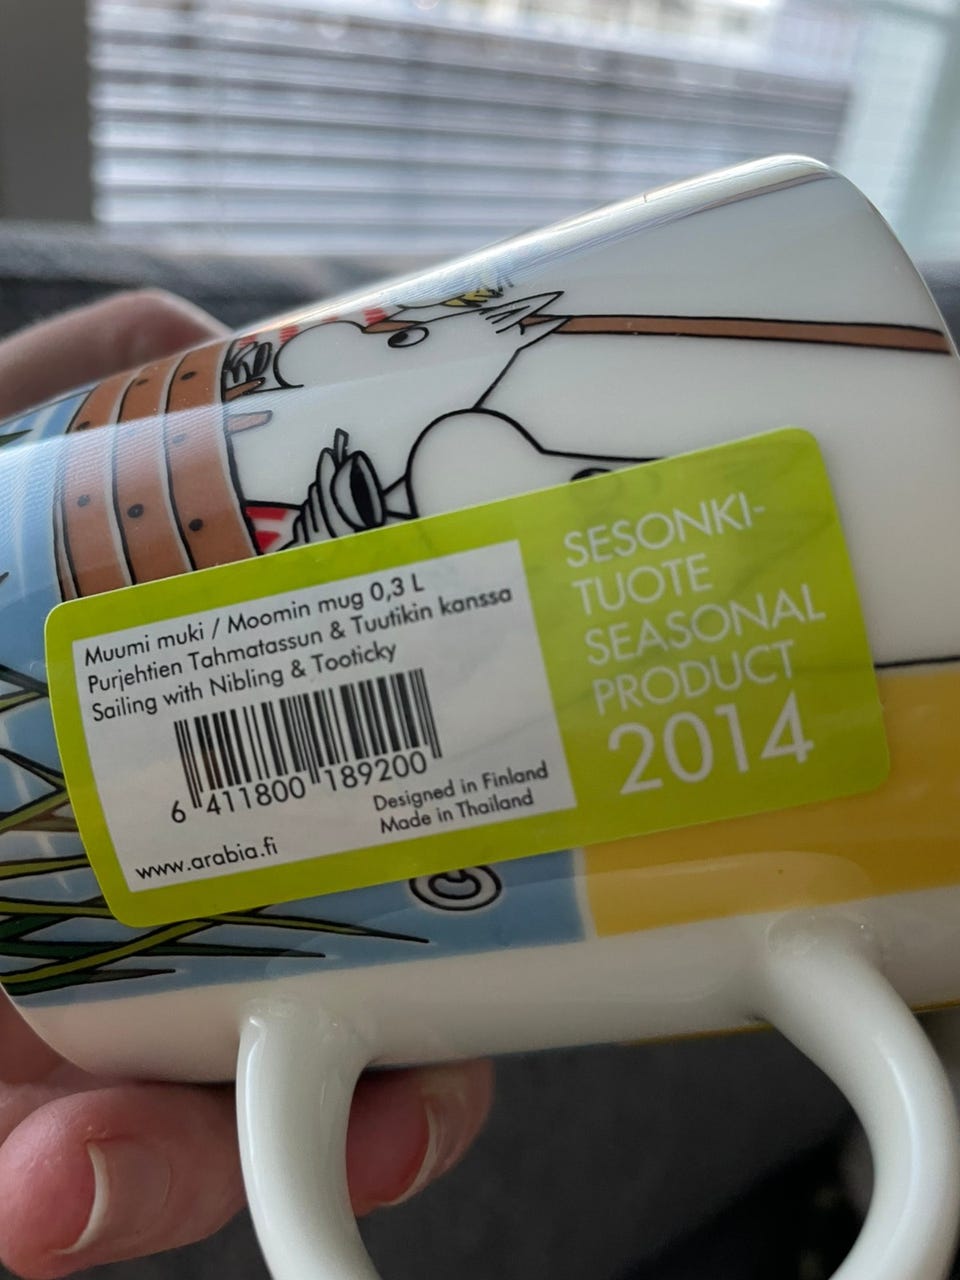 Muumi muki / Moomin mug 0,3 L
Purjehtien Tahmatassun & Tuutikin kanssa
Sailing with Nibling & Tooticky
6 411800 189200
Designed in Finland
Made in Thailand
www.arabia.fi
SESONKI-
TUOTE
SEASONAL
PRODUCT
2014